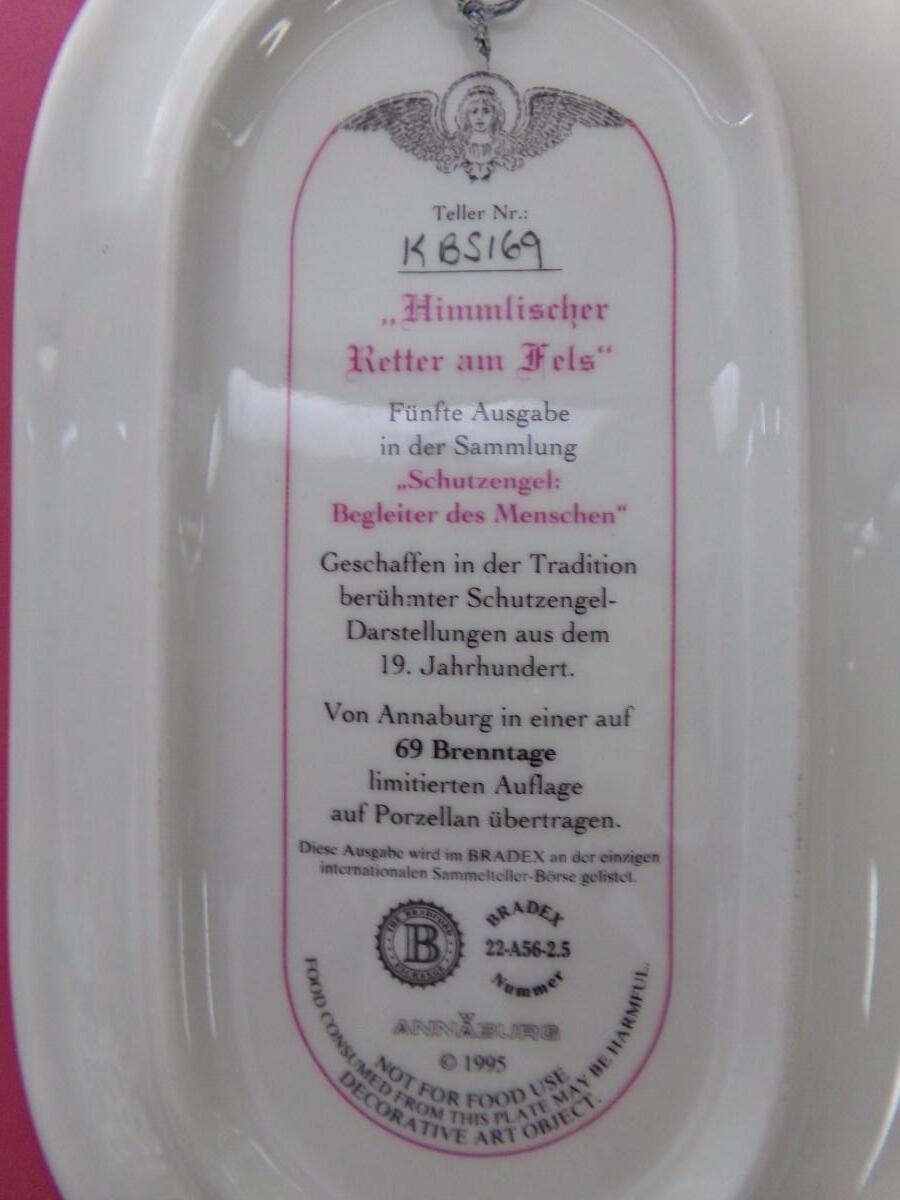 Teller Nr.:
KBS169
„Himmlischer
Retter am Fels“
Fünfte Ausgabe
in der Sammlung
„Schutzengel:
Begleiter des Menschen“
Geschaffen in der Tradition
berühmter Schutzengel-
Darstellungen aus dem
19. Jahrhundert.
Von Annaburg in einer auf
69 Brenntage
limitierten Auflage
auf Porzellan übertragen.
Diese Ausgabe wird im BRADEX an der einzigen
internationalen Sammelteller-Börse gelistet.
THE BRADFORD
B
EXCHANGE
BRADEX
22-A56-2.5
Nummer
ANNABURG
© 1995
NOT FOR FOOD USE
FOOD CONSUMED FROM THIS PLATE MAY BE HARMFUL.
DECORATIVE ART OBJECT.